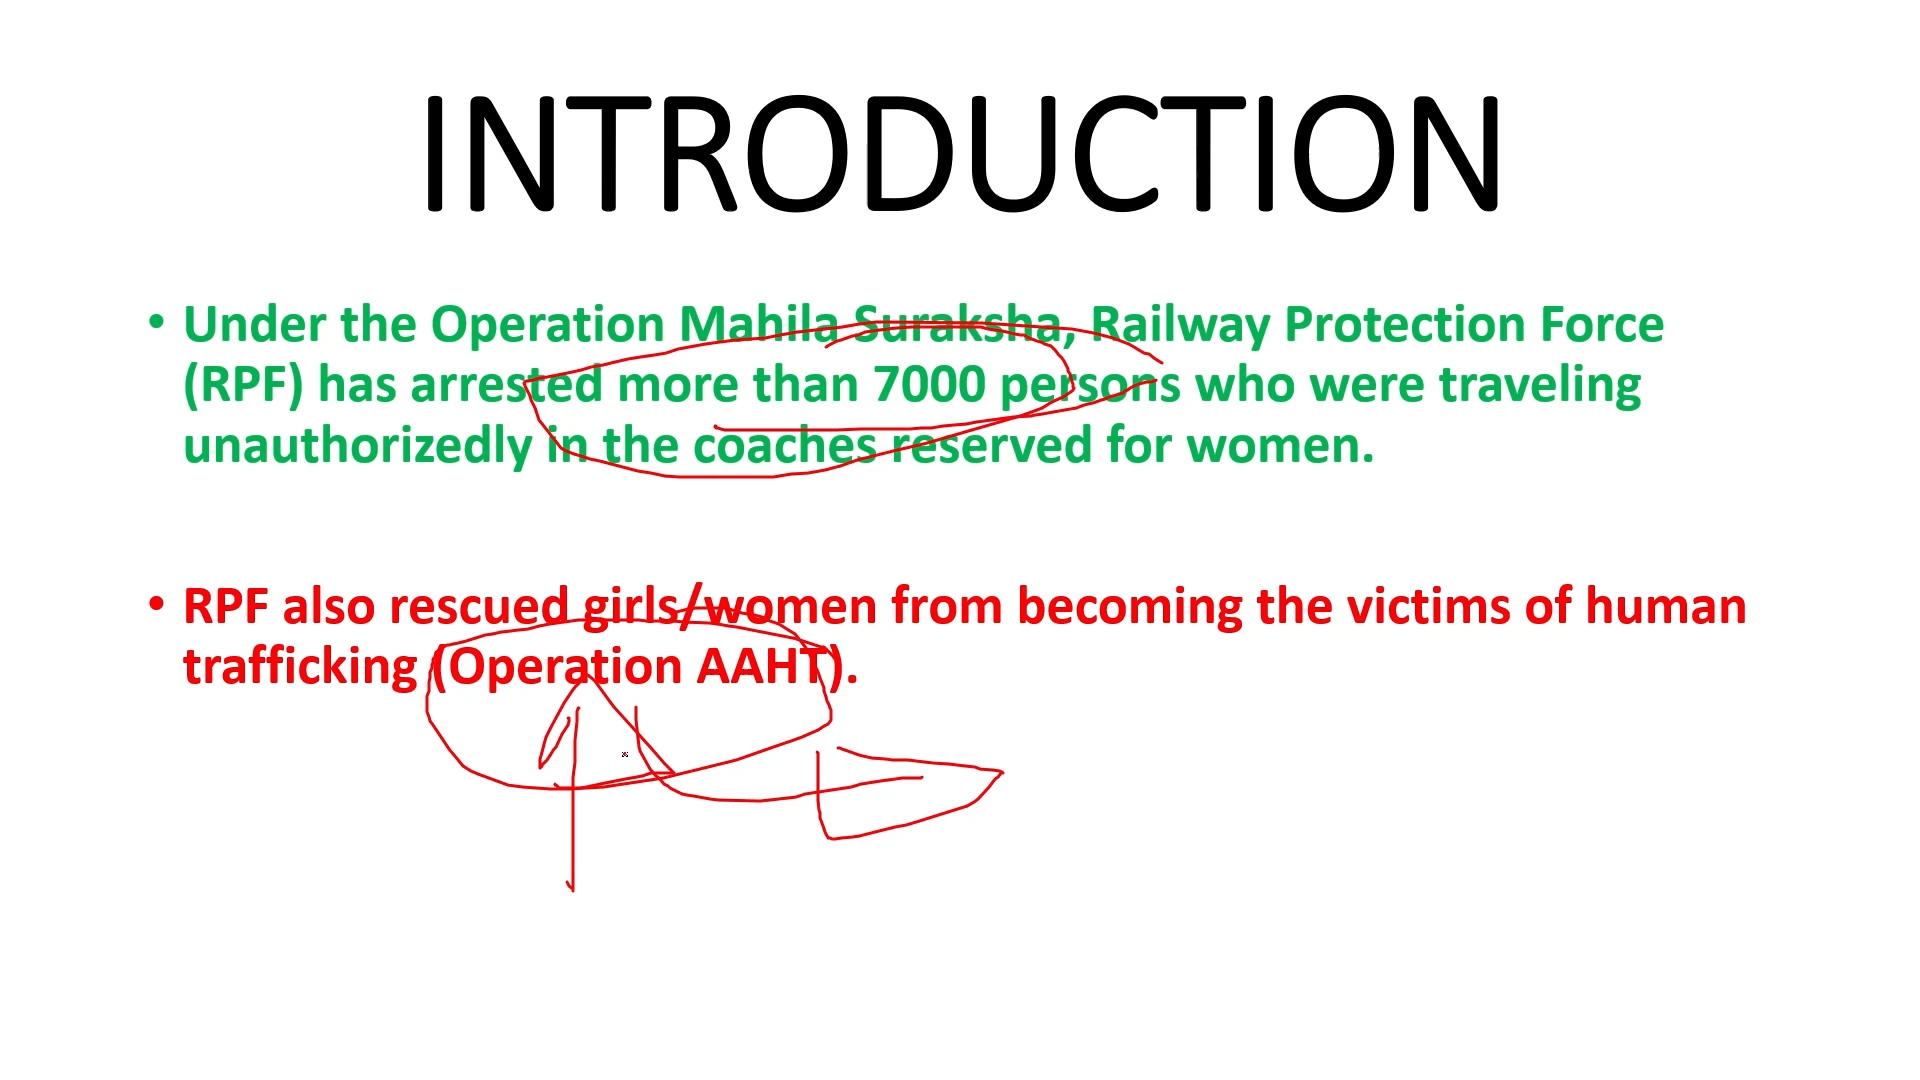 INTRODUCTION
• Under the Operation Mahila Suraksha, Railway Protection Force
(RPF) has arrested more than 7000 persons who were traveling
unauthorizedly in the coaches reserved for women.
• RPF also rescued girls/women from becoming the victims of human
trafficking (Operation AAHT).